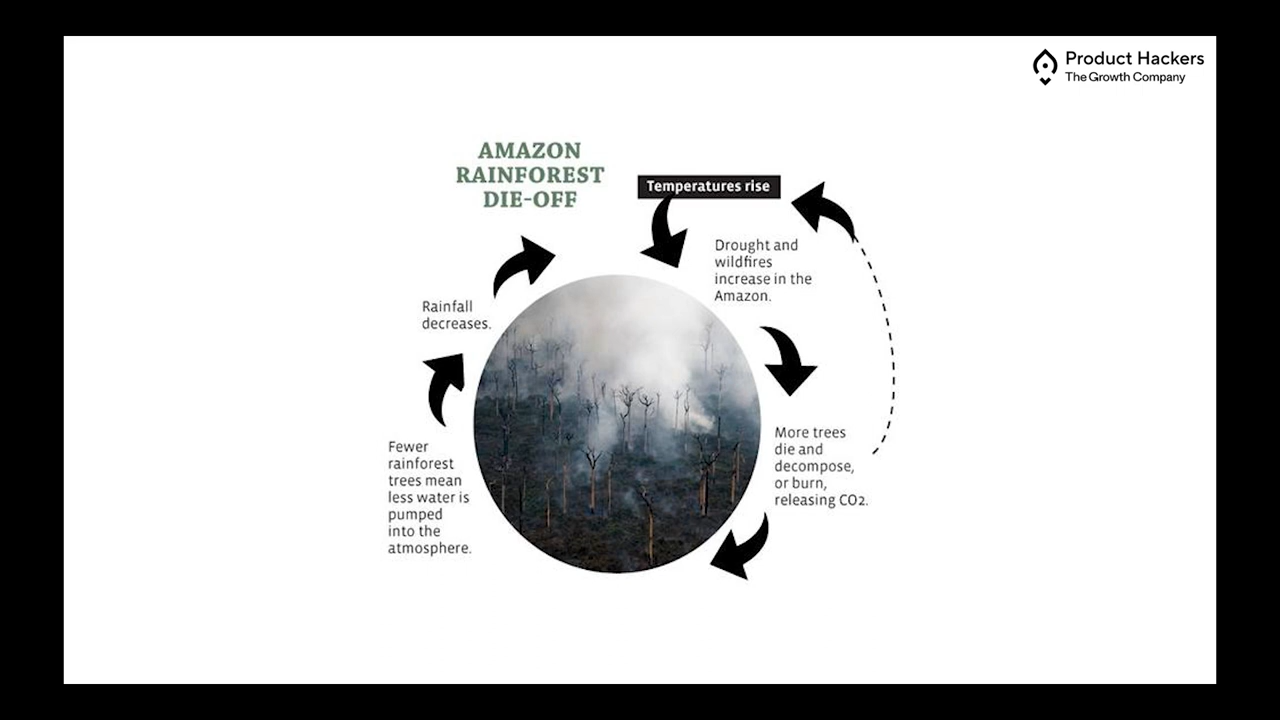 Product Hackers
The Growth Company
AMAZON
RAINFOREST
DIE-OFF
Temperatures rise
Drought and
wildfires
increase in the
Amazon.
More trees
die and
decompose,
or burn,
releasing CO2.
Fewer
rainforest
trees mean
less water is
pumped
into the
atmosphere.
Rainfall
decreases.